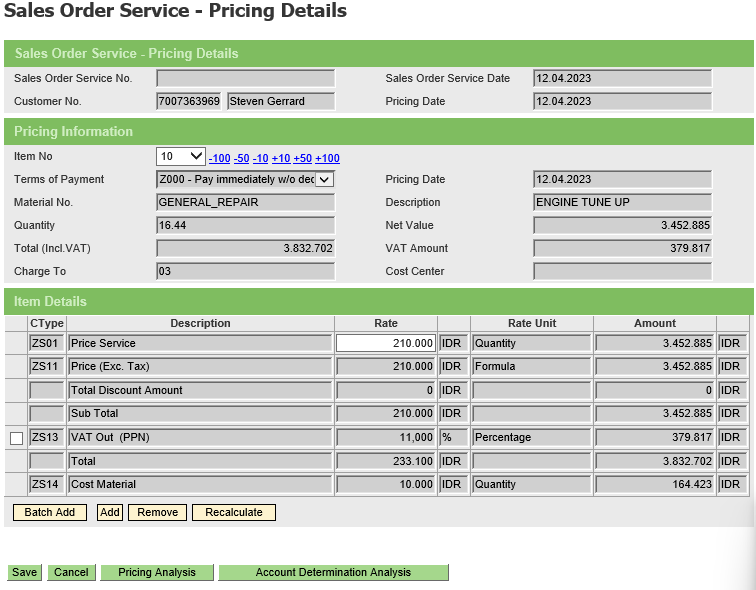 Sales Order Service - Pricing Details
Sales Order Service - Pricing Details
Sales Order Service No. Sales Order Service Date 12.04.2023
Customer No. 7007363969 Steven Gerrard Pricing Date 12.04.2023
Pricing Information
Item No 10 -100 -50 -10 +10 +50 +100
Terms of Payment Z000 - Pay immediately w/o dec Pricing Date 12.04.2023
Material No. GENERAL_REPAIR Description ENGINE TUNE UP
Quantity 16.44 Net Value 3.452.885
Total (Incl.VAT) 3.832.702 VAT Amount 379.817
Charge To 03 Cost Center
Item Details
CType Description Rate Rate Unit Amount
ZS01 Price Service 210.000 IDR Quantity 3.452.885 IDR
ZS11 Price (Exc. Tax) 210.000 IDR Formula 3.452.885 IDR
Total Discount Amount 0 IDR 0 IDR
Sub Total 210.000 IDR 3.452.885 IDR
ZS13 VAT Out (PPN) 11,000 % Percentage 379.817 IDR
Total 233.100 IDR 3.832.702 IDR
ZS14 Cost Material 10.000 IDR Quantity 164.423 IDR
Batch Add Add Remove Recalculate
Save Cancel Pricing Analysis Account Determination Analysis